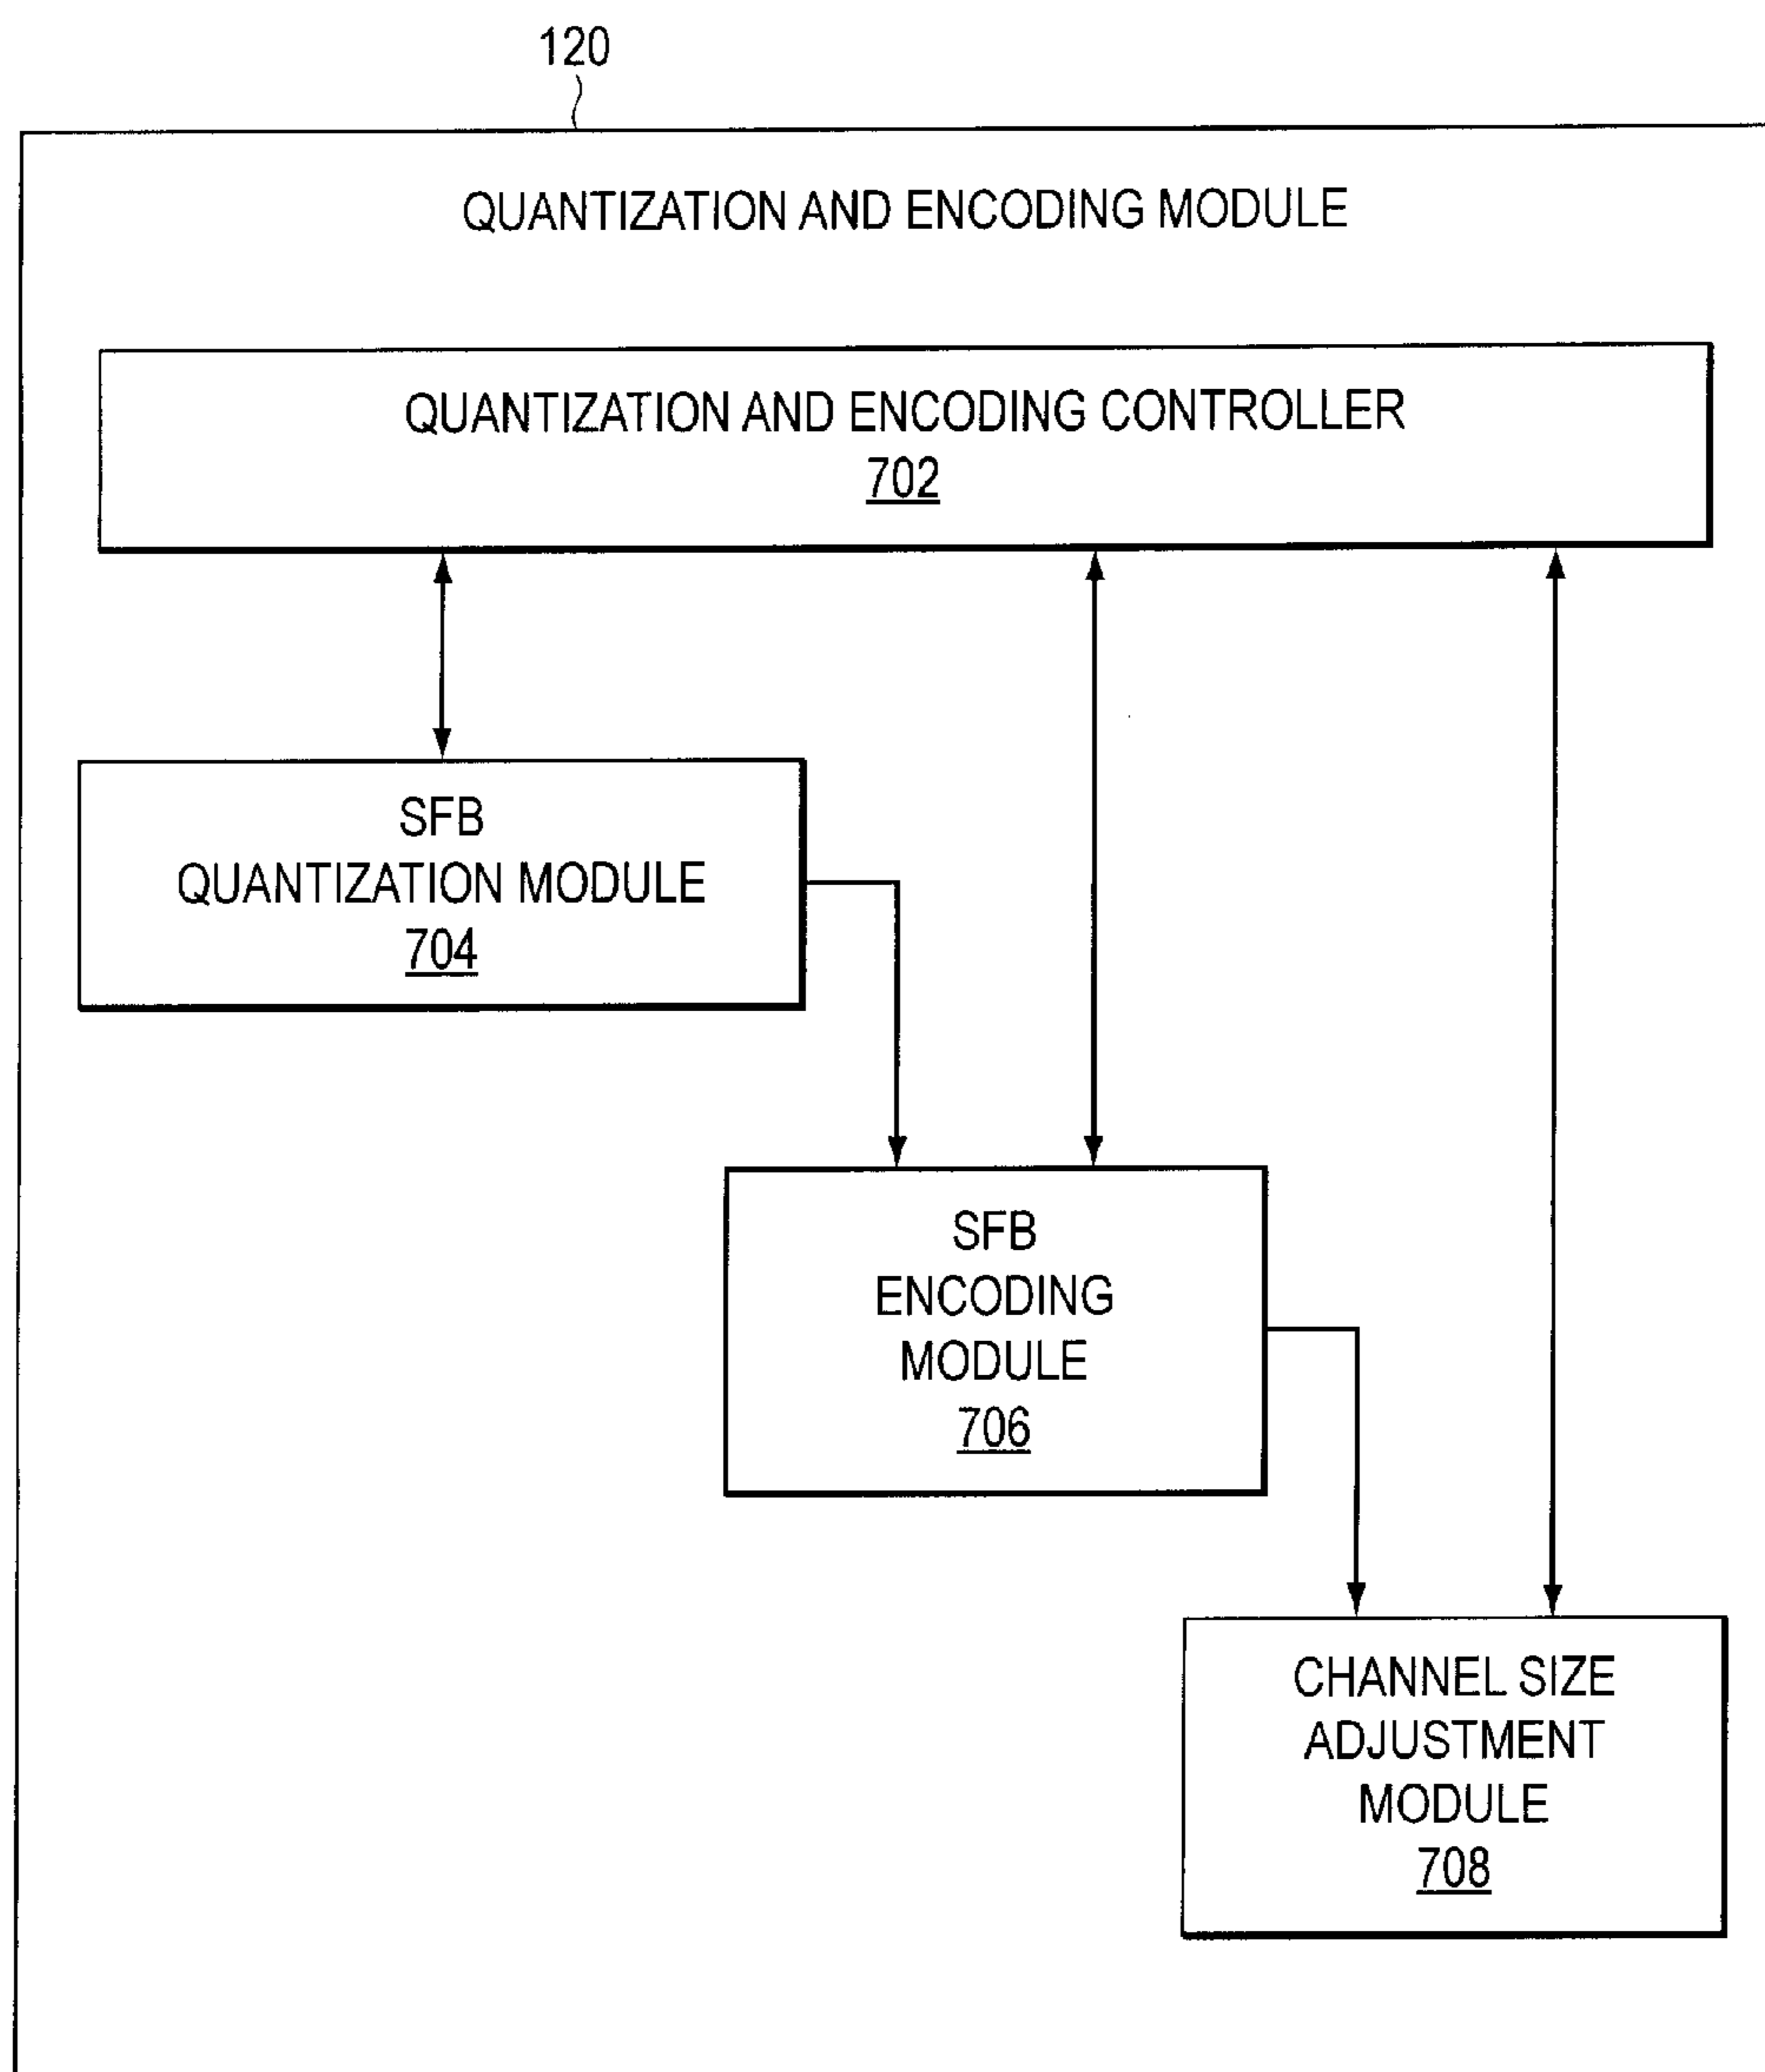 120
QUANTIZATION AND ENCODING MODULE
QUANTIZATION AND ENCODING CONTROLLER
702
SFB
QUANTIZATION MODULE
704
SFB
ENCODING
MODULE
706
CHANNEL SIZE
ADJUSTMENT
MODULE
708